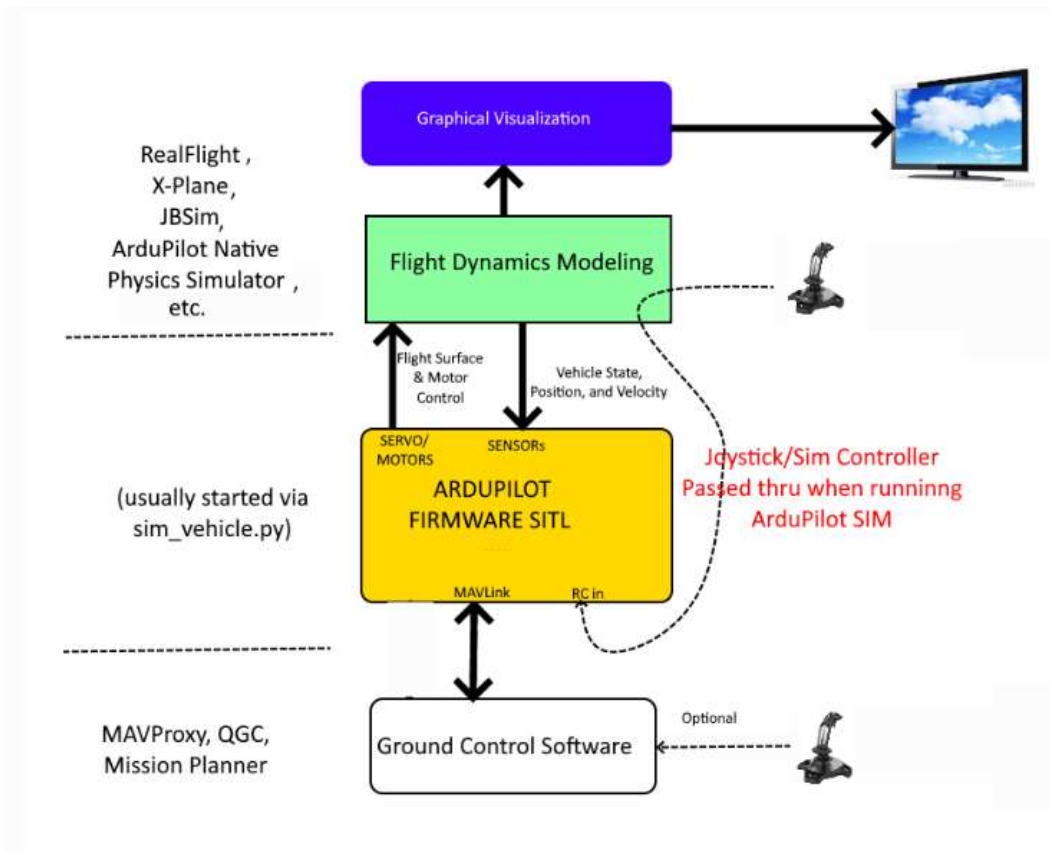 Graphical Visualization
RealFlight ,
X-Plane,
JBSim,
ArduPilot Native
Physics Simulator ,
etc.
Flight Dynamics Modeling
Flight Surface
& Motor
Control
Vehicle State,
Position, and Velocity
SERVO/
MOTORS
SENSORs
ARDUPILOT
FIRMWARE SITL
(usually started via
sim_vehicle.py)
Joystick/Sim Controller
Passed thru when runninng
ArduPilot SIM
MAVLink
RC in
MAVProxy, QGC,
Mission Planner
Ground Control Software
Optional